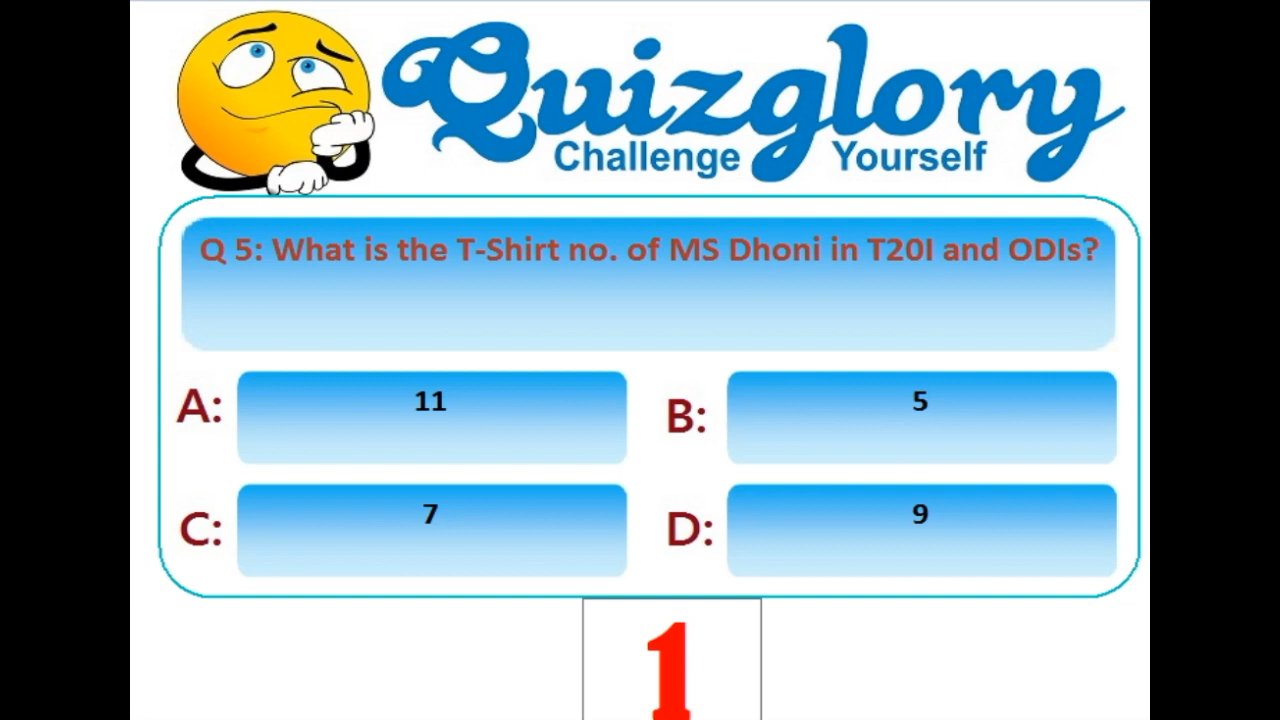 Quizglory
Challenge Yourself
Q 5: What is the T-Shirt no. of MS Dhoni in T20I and ODIs?
A: 11
B: 5
C: 7
D: 9
1